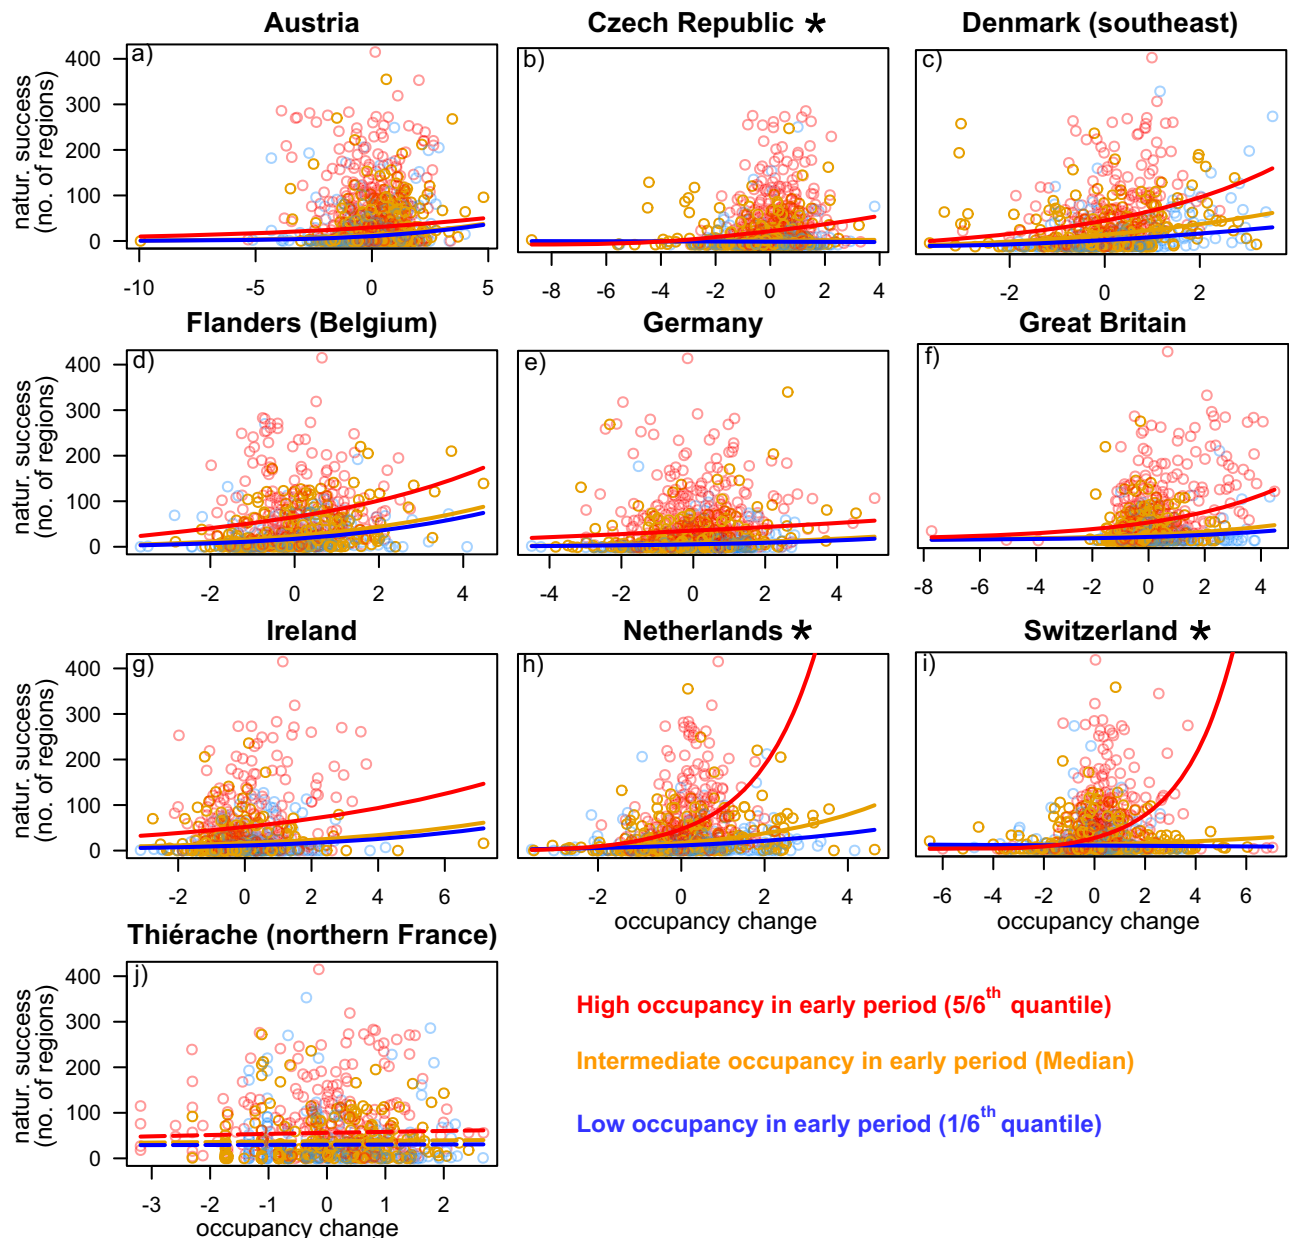 Austria
Czech Republic *
Denmark (southeast)
a)
b)
c)
natur. success
(no. of regions)
400
300
200
100
0
-10 -5 0 5
-8 -6 -4 -2 0 2 4
-2 0 2
Flanders (Belgium)
Germany
Great Britain
d)
e)
f)
natur. success
(no. of regions)
400
300
200
100
0
-2 0 2 4
-4 -2 0 2 4
-8 -6 -4 -2 0 2 4
Ireland
Netherlands *
Switzerland *
g)
h)
i)
natur. success
(no. of regions)
400
300
200
100
0
-2 0 2 4 6
-2 0 2 4
-6 -4 -2 0 2 4 6
occupancy change
occupancy change
Thiérache (northern France)
j)
natur. success
(no. of regions)
400
300
200
100
0
-3 -2 -1 0 1 2
occupancy change
High occupancy in early period (5/6th quantile)
Intermediate occupancy in early period (Median)
Low occupancy in early period (1/6th quantile)